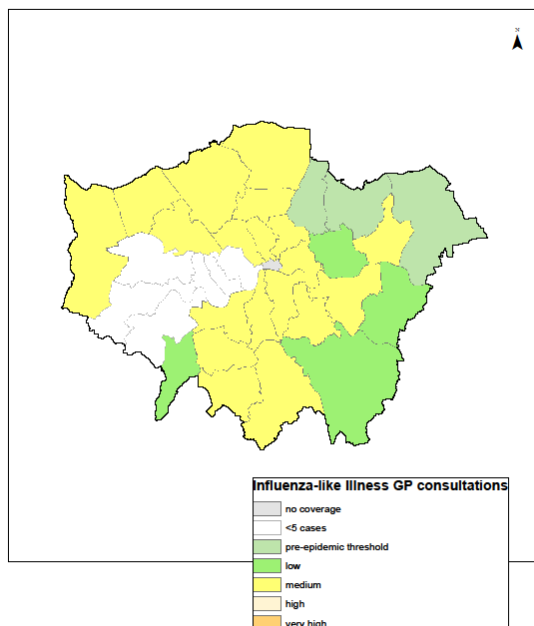 Influenza-like Illness GP consultations
no coverage
<5 cases
pre-epidemic threshold
low
medium
high
very high